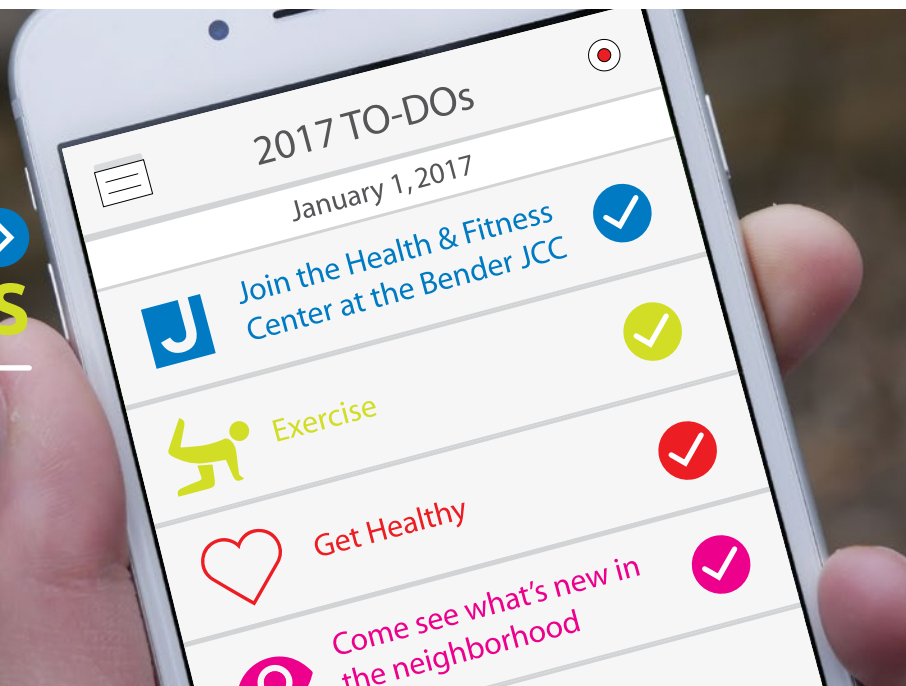 2017 TO-DOs
January 1, 2017
J
Join the Health & Fitness
Center at the Bender JCC
Exercise
Get Healthy
Come see what's new in
the neighborhood
S